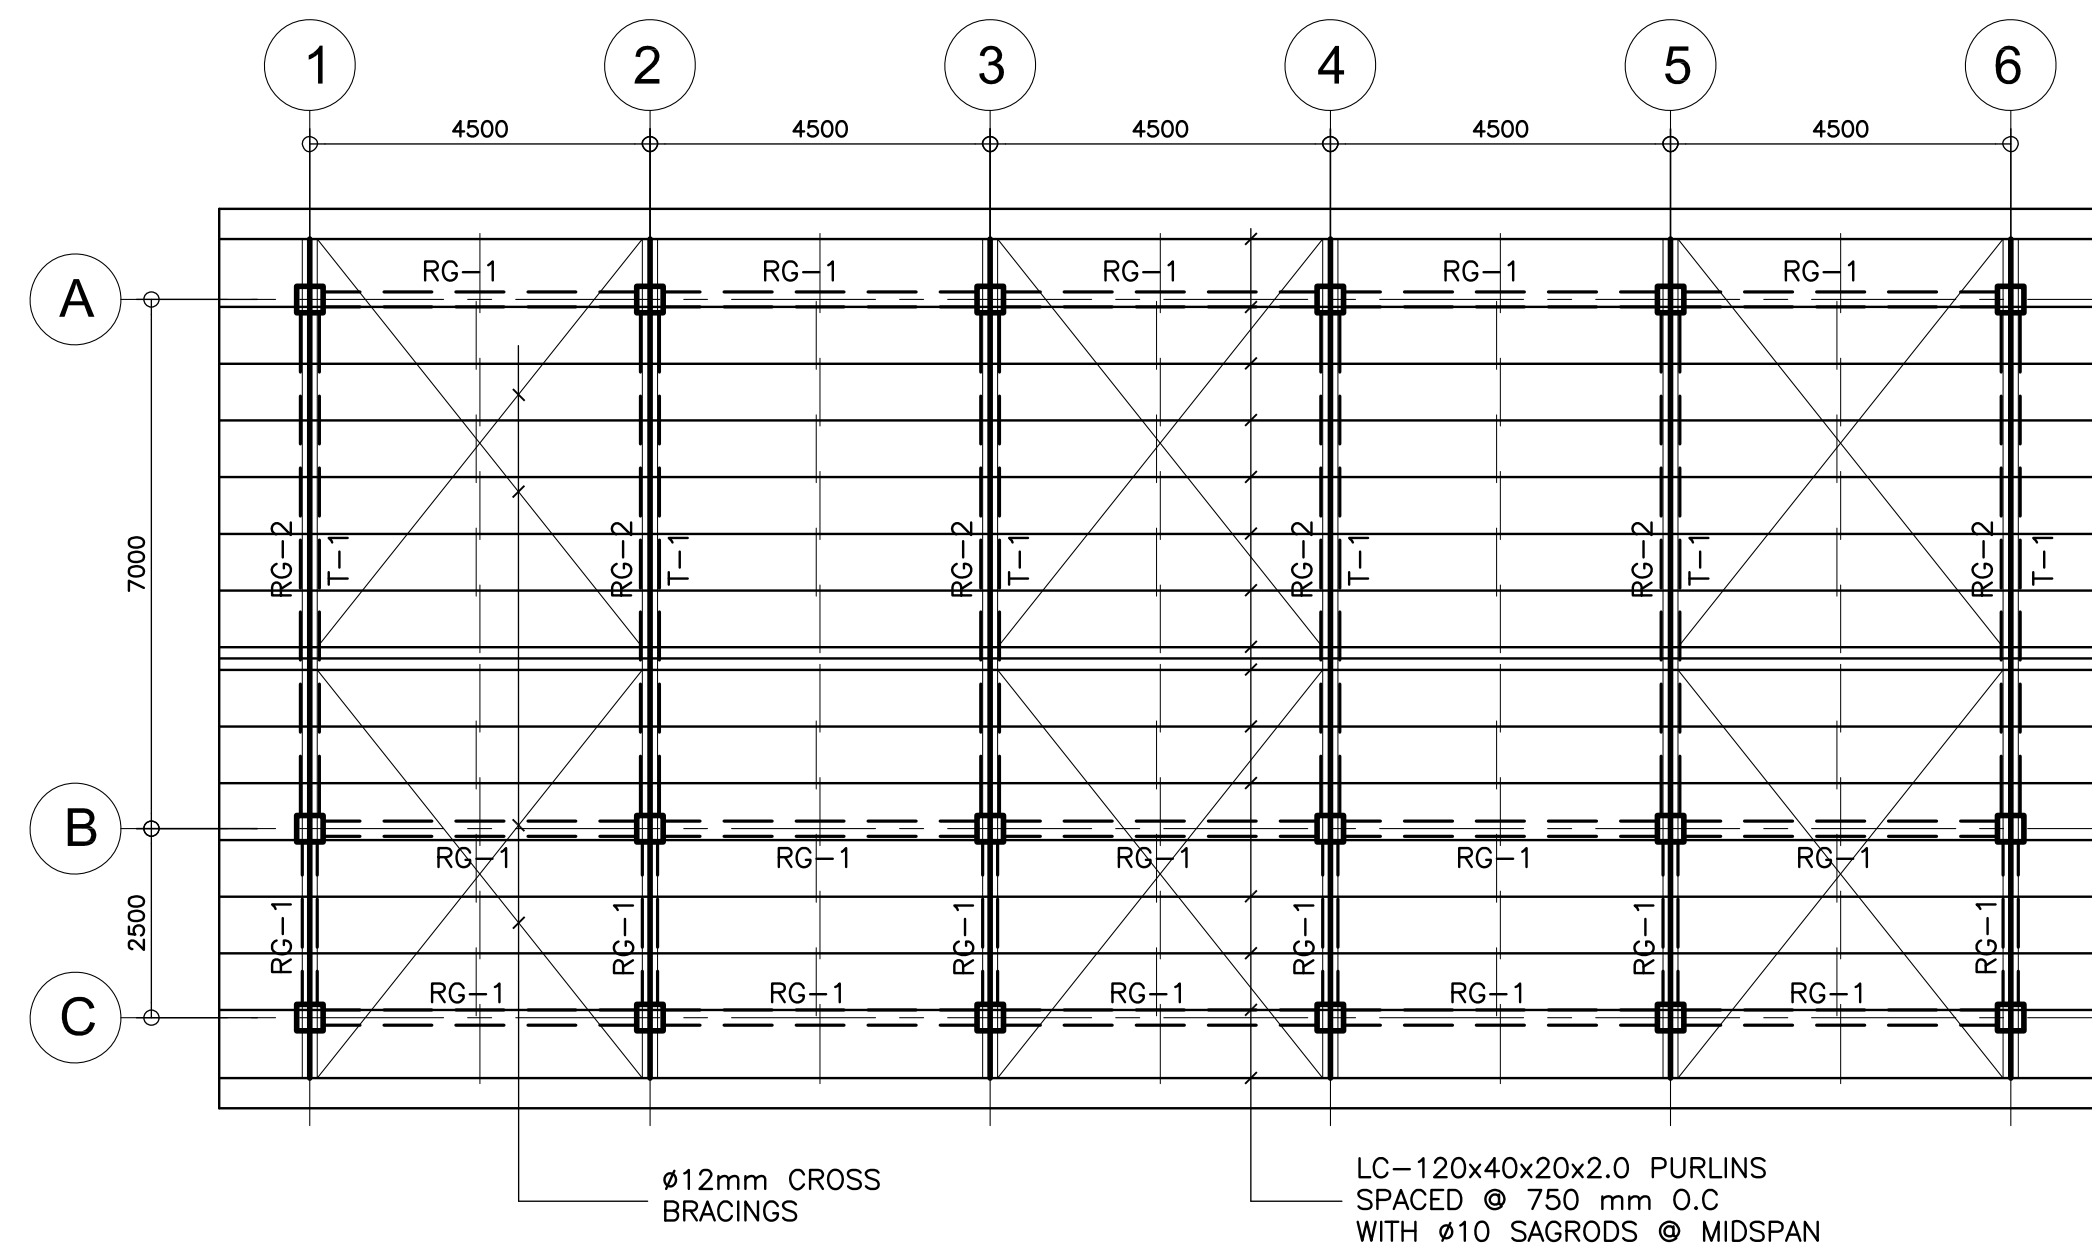 1 2 3 4 5 6
4500 4500 4500 4500 4500
A RG-1 RG-1 RG-1 RG-1 RG-1
7000
RG-2 T-1 RG-2 T-1 RG-2 T-1 RG-2 T-1 RG-2 T-1 RG-2 T-1
B
RG-1 RG-1 RG-1 RG-1 RG-1
2500
RG-1 RG-1 RG-1 RG-1 RG-1 RG-1
RG-1 RG-1 RG-1 RG-1 RG-1
C
ø12mm CROSS
BRACINGS
LC-120x40x20x2.0 PURLINS
SPACED @ 750 mm O.C
WITH ø10 SAGRODS @ MIDSPAN